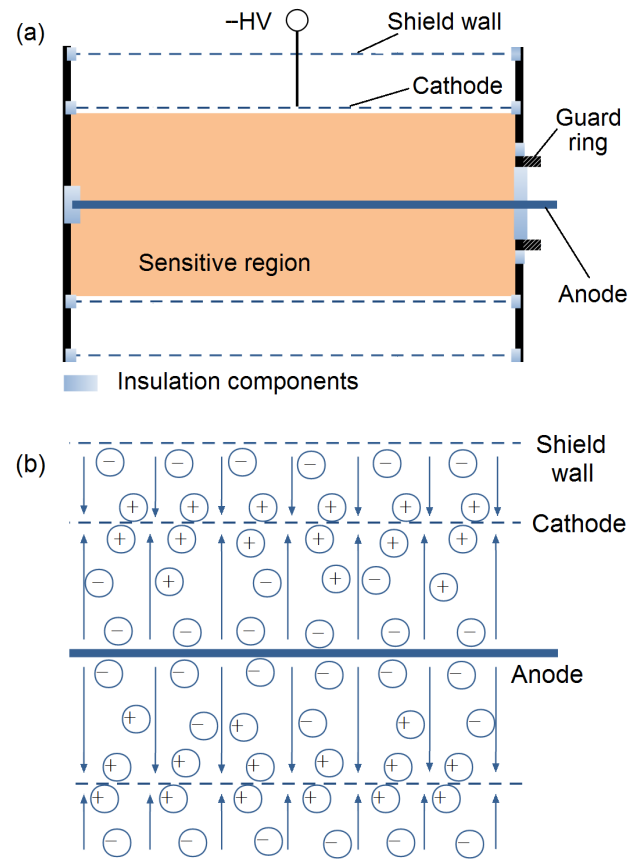 (a)
–HV
Shield wall
Cathode
Guard
ring
Sensitive region
Anode
Insulation components
(b)
Shield
wall
Cathode
Anode